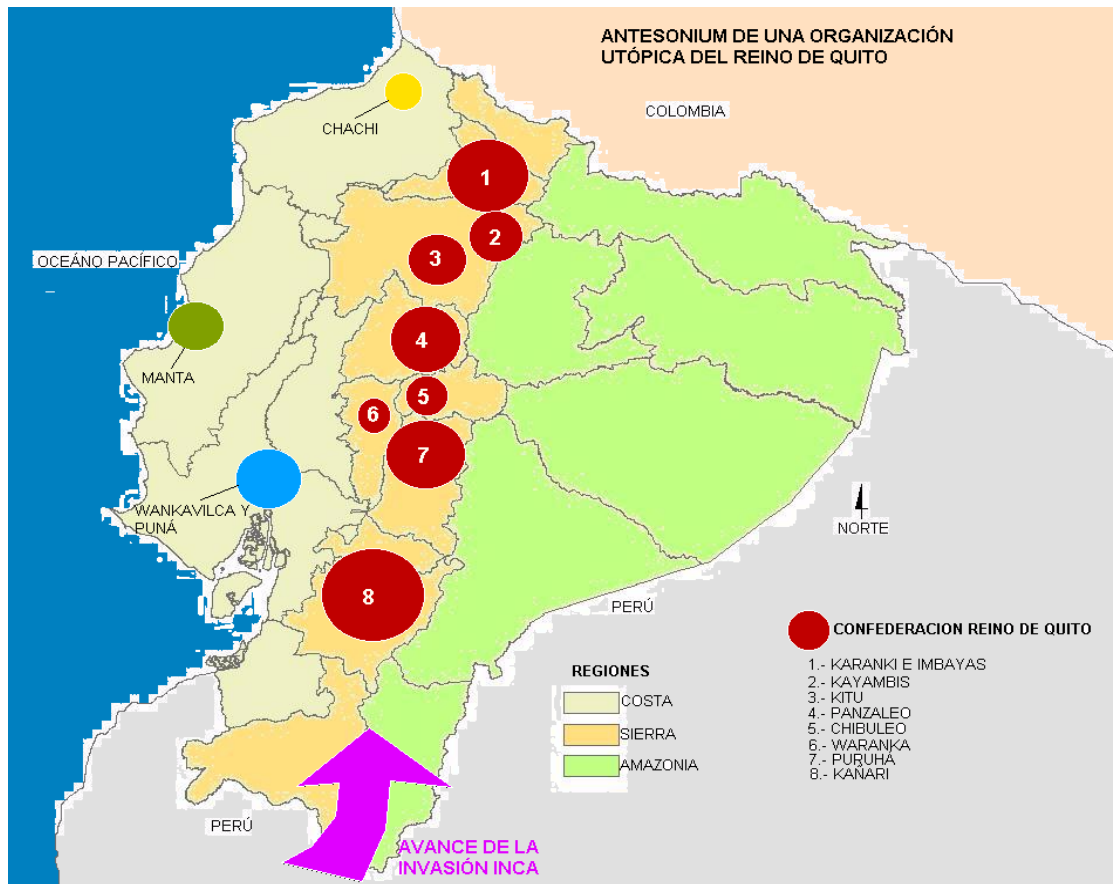 ANTESONIUM DE UNA ORGANIZACIÓN
UTÓPICA DEL REINO DE QUITO
COLOMBIA
CHACHI
1
2
3
OCEÁNO PACÍFICO
4
MANTA
5
6
7
WANKAVILCA Y
PUNÁ
NORTE
8
PERÚ
CONFEDERACION REINO DE QUITO
1.- KARANKI E IMBAYAS
2.- KAYAMBIS
3.- KITU
4.- PANZALEO
5.- CHIBULEO
6.- WARANKA
7.- PURUHA
8.- KAÑARI
REGIONES
COSTA
SIERRA
AMAZONIA
PERÚ
AVANCE DE LA
INVASIÓN INCA